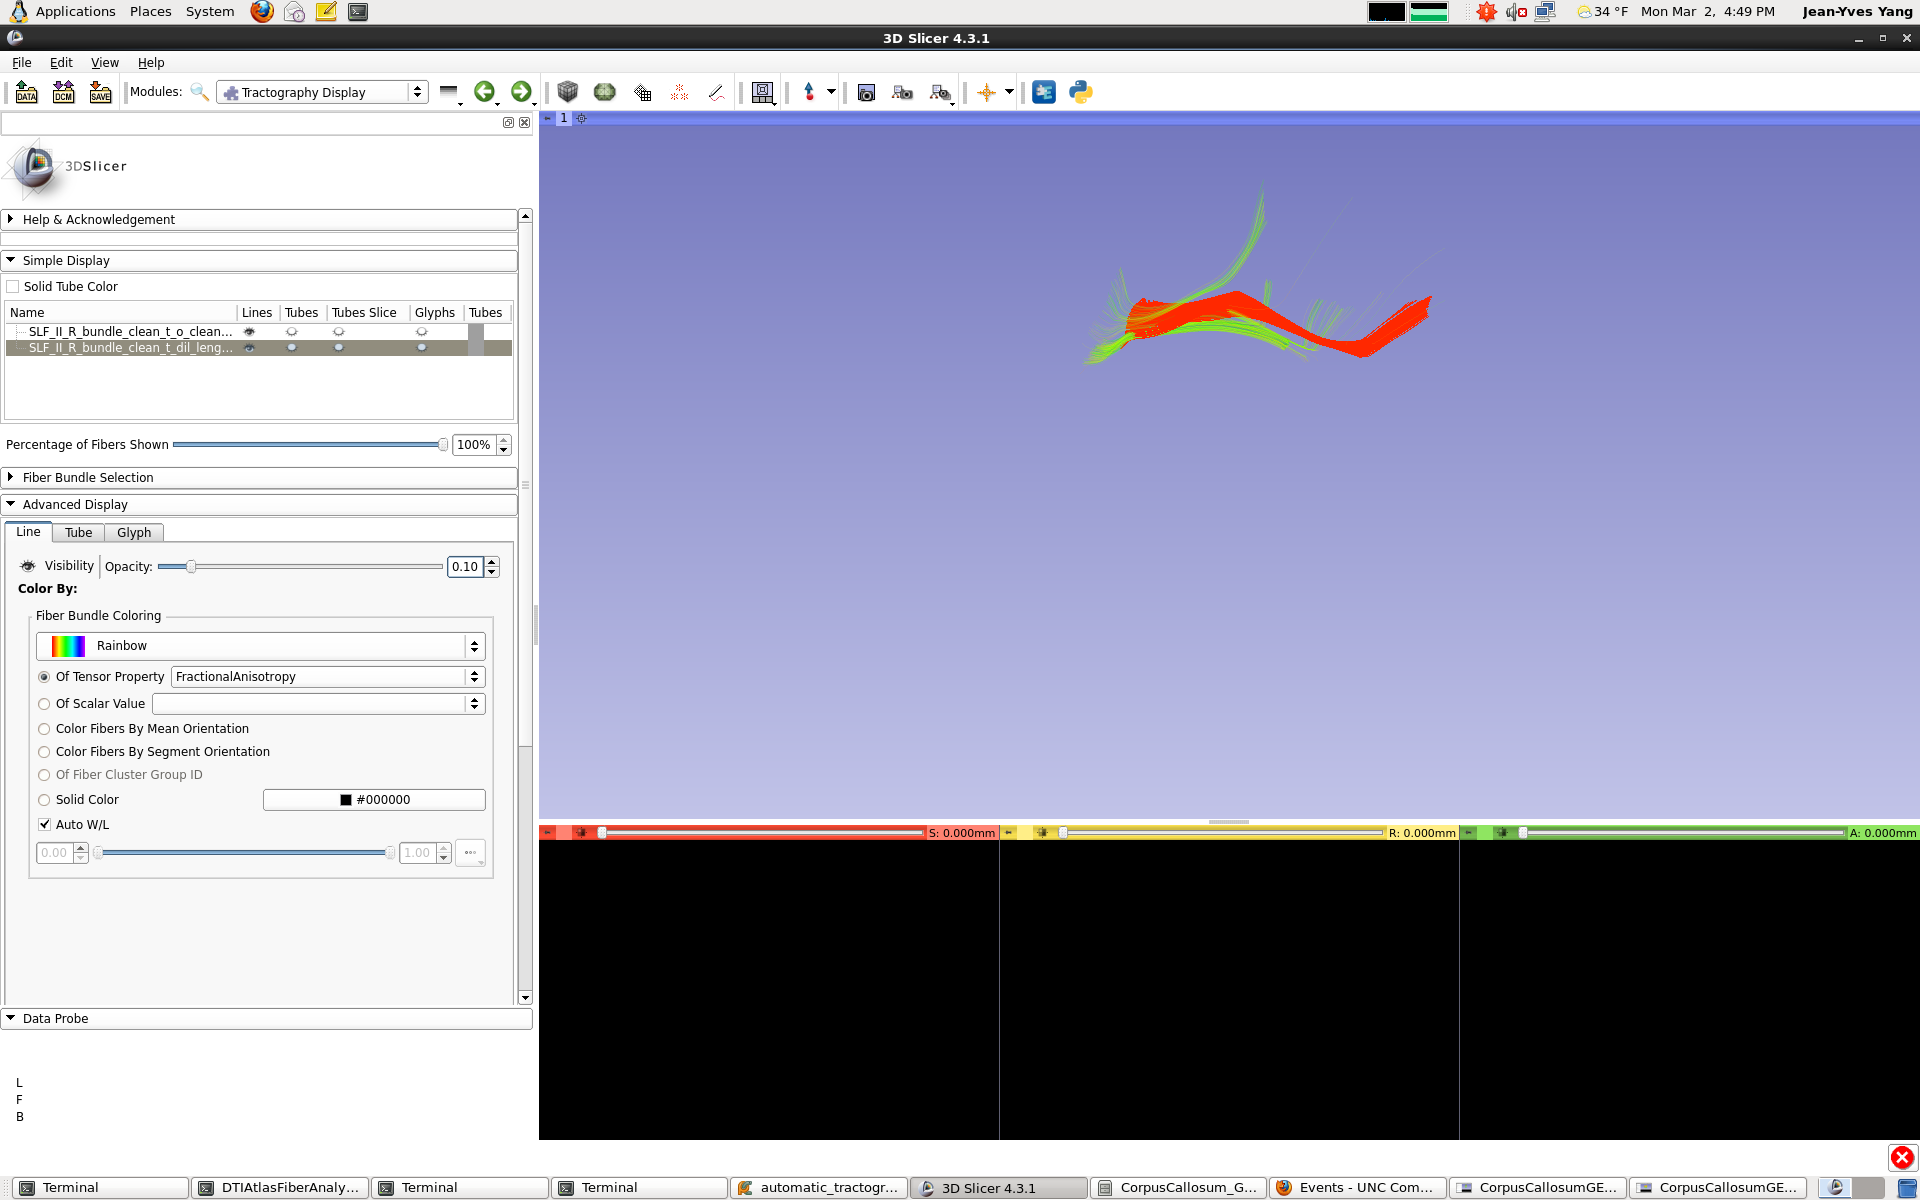 Applications Places System 34 °F Mon Mar 2, 4:49 PM Jean-Yves Yang
3D Slicer 4.3.1
File Edit View Help
DATA DCM SAVE Modules: Tractography Display
1
3DSlicer
Help & Acknowledgement
Simple Display
Solid Tube Color
Name Lines Tubes Tubes Slice Glyphs Tubes
SLF_II_R_bundle_clean_t_o_clean...
SLF_II_R_bundle_clean_t_dil_leng...
Percentage of Fibers Shown 100%
Fiber Bundle Selection
Advanced Display
Line Tube Glyph
Visibility Opacity: 0.10
Color By:
Fiber Bundle Coloring
Rainbow
Of Tensor Property FractionalAnisotropy
Of Scalar Value
Color Fibers By Mean Orientation
Color Fibers By Segment Orientation
Of Fiber Cluster Group ID
Solid Color #000000
Auto W/L
0.00 1.00 ...
S: 0.000mm R: 0.000mm A: 0.000mm
Data Probe
L
F
B
Terminal DTIAtlasFiberAnaly... Terminal Terminal automatic_tractogr... 3D Slicer 4.3.1 CorpusCallosum_G... Events - UNC Com... CorpusCallosumGE... CorpusCallosumGE...